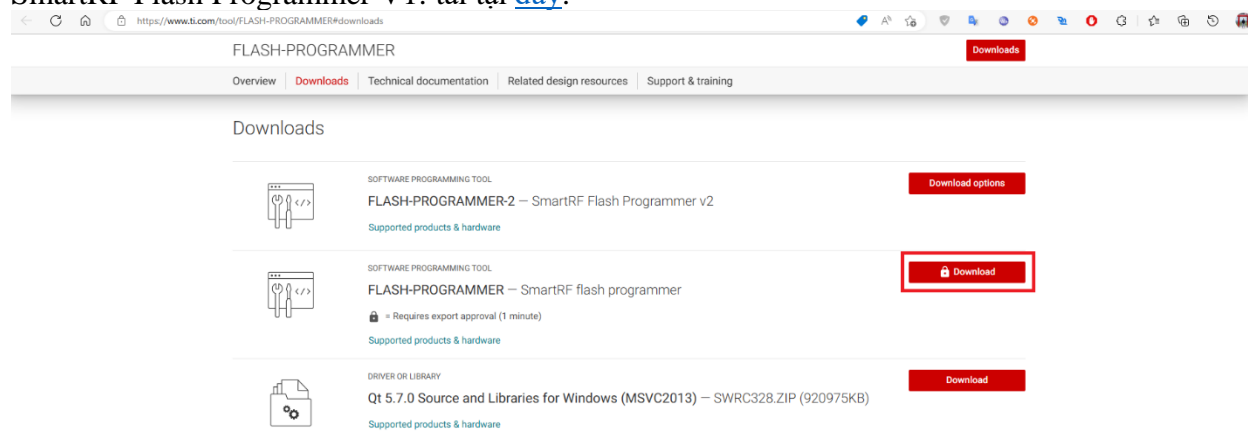 SmartRF Flash Programmer V1: tải tại đây.
https://www.ti.com/tool/FLASH-PROGRAMMER#downloads
FLASH-PROGRAMMER
Downloads
Overview Downloads Technical documentation Related design resources Support & training
Downloads
SOFTWARE PROGRAMMING TOOL
FLASH-PROGRAMMER-2 — SmartRF Flash Programmer v2
Download options
Supported products & hardware
SOFTWARE PROGRAMMING TOOL
FLASH-PROGRAMMER — SmartRF flash programmer
Download
= Requires export approval (1 minute)
Supported products & hardware
DRIVER OR LIBRARY
Qt 5.7.0 Source and Libraries for Windows (MSVC2013) — SWRC328.ZIP (920975KB)
Download
Supported products & hardware